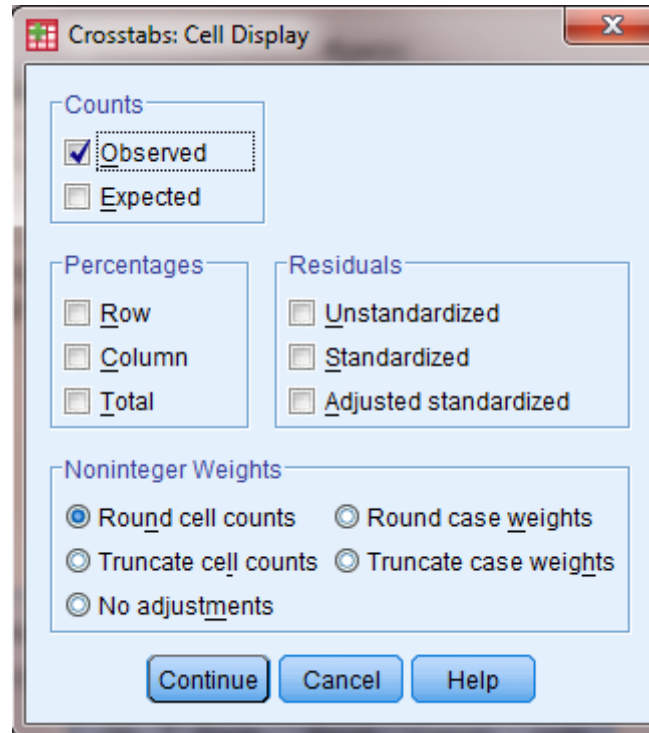 Crosstabs: Cell Display
Counts
Observed
Expected
Percentages
Row
Column
Total
Residuals
Unstandardized
Standardized
Adjusted standardized
Noninteger Weights
Round cell counts Round case weights
Truncate cell counts Truncate case weights
No adjustments
Continue Cancel Help